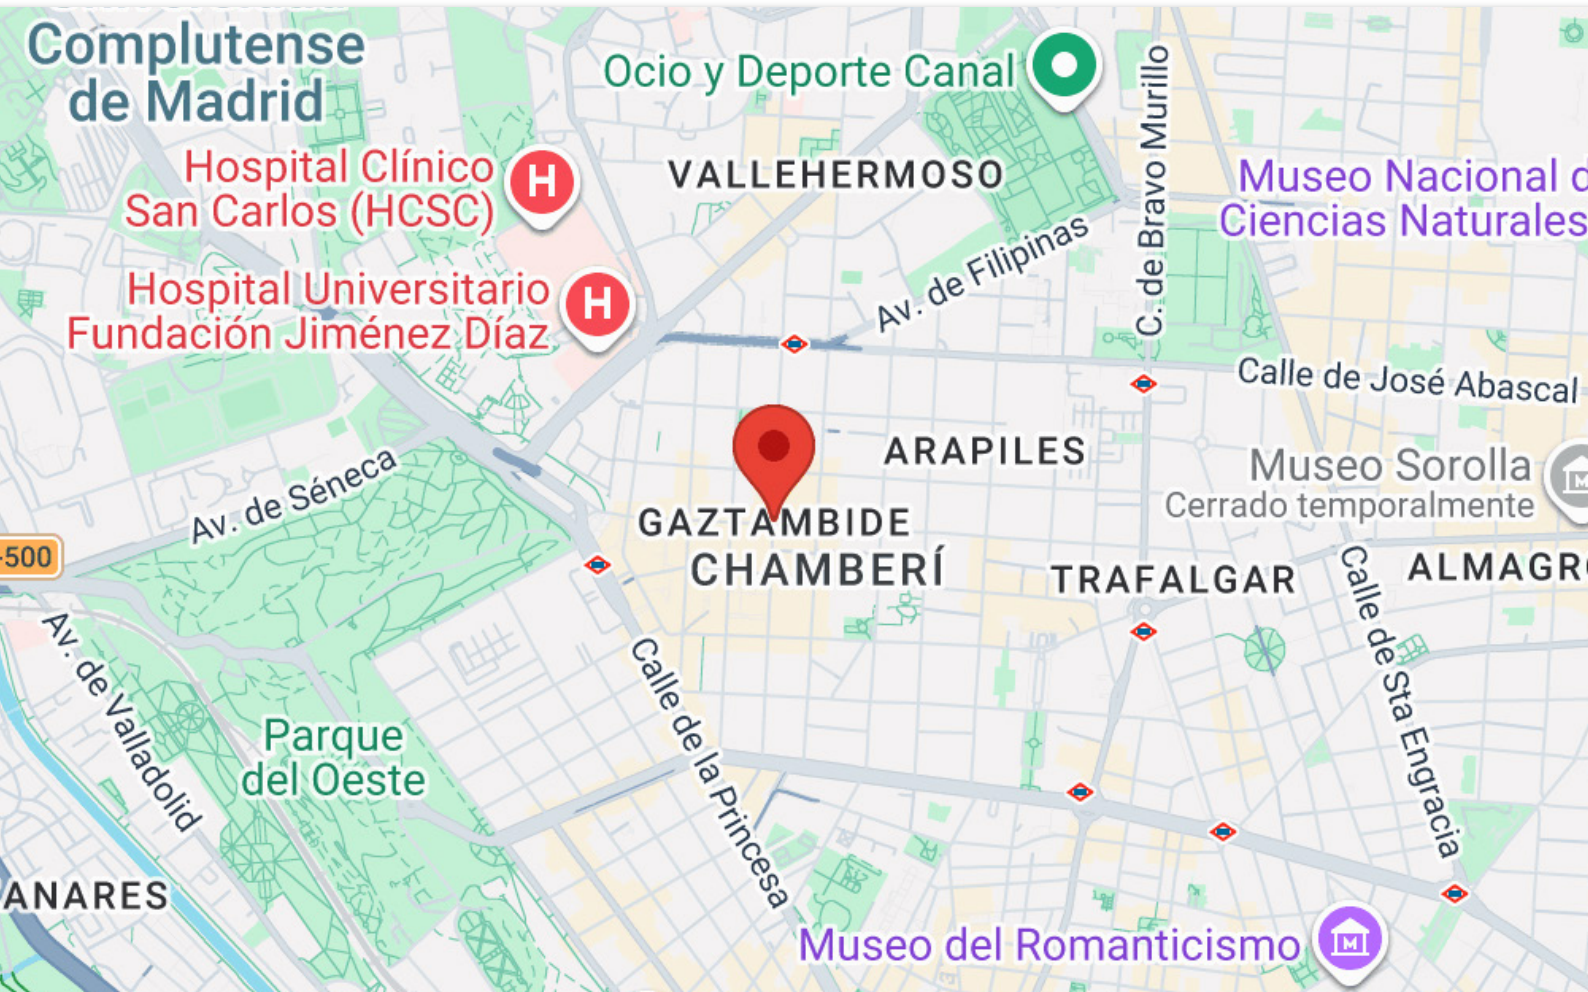 Complutense
de Madrid
Ocio y Deporte Canal
C. de Bravo Murillo
Hospital Clínico
San Carlos (HCSC)
H
VALLEHERMOSO
Museo Nacional d
Ciencias Naturales
Hospital Universitario
Fundación Jiménez Díaz
H
Av. de Filipinas
Calle de José Abascal
ARAPILES
Museo Sorolla
Cerrado temporalmente
M
Av. de Séneca
GAZTAMBIDE
CHAMBERÍ
-500
TRAFALGAR
ALMAGRO
Calle de Sta Engracia
Av. de Valladolid
Calle de la Princesa
Parque
del Oeste
ANARES
Museo del Romanticismo
M